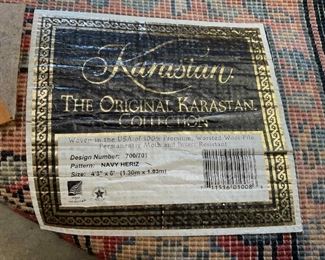 Karastan
THE ORIGINAL KARASTAN
COLLECTION
Woven in the USA of 100% Premium, Worsted Wool Pile
Permanently Moth and Insect Resistant
Design Number: 700/701
Pattern: NAVY HERIZ
Size: 4'3" x 6' (1.30m x 1.83m)